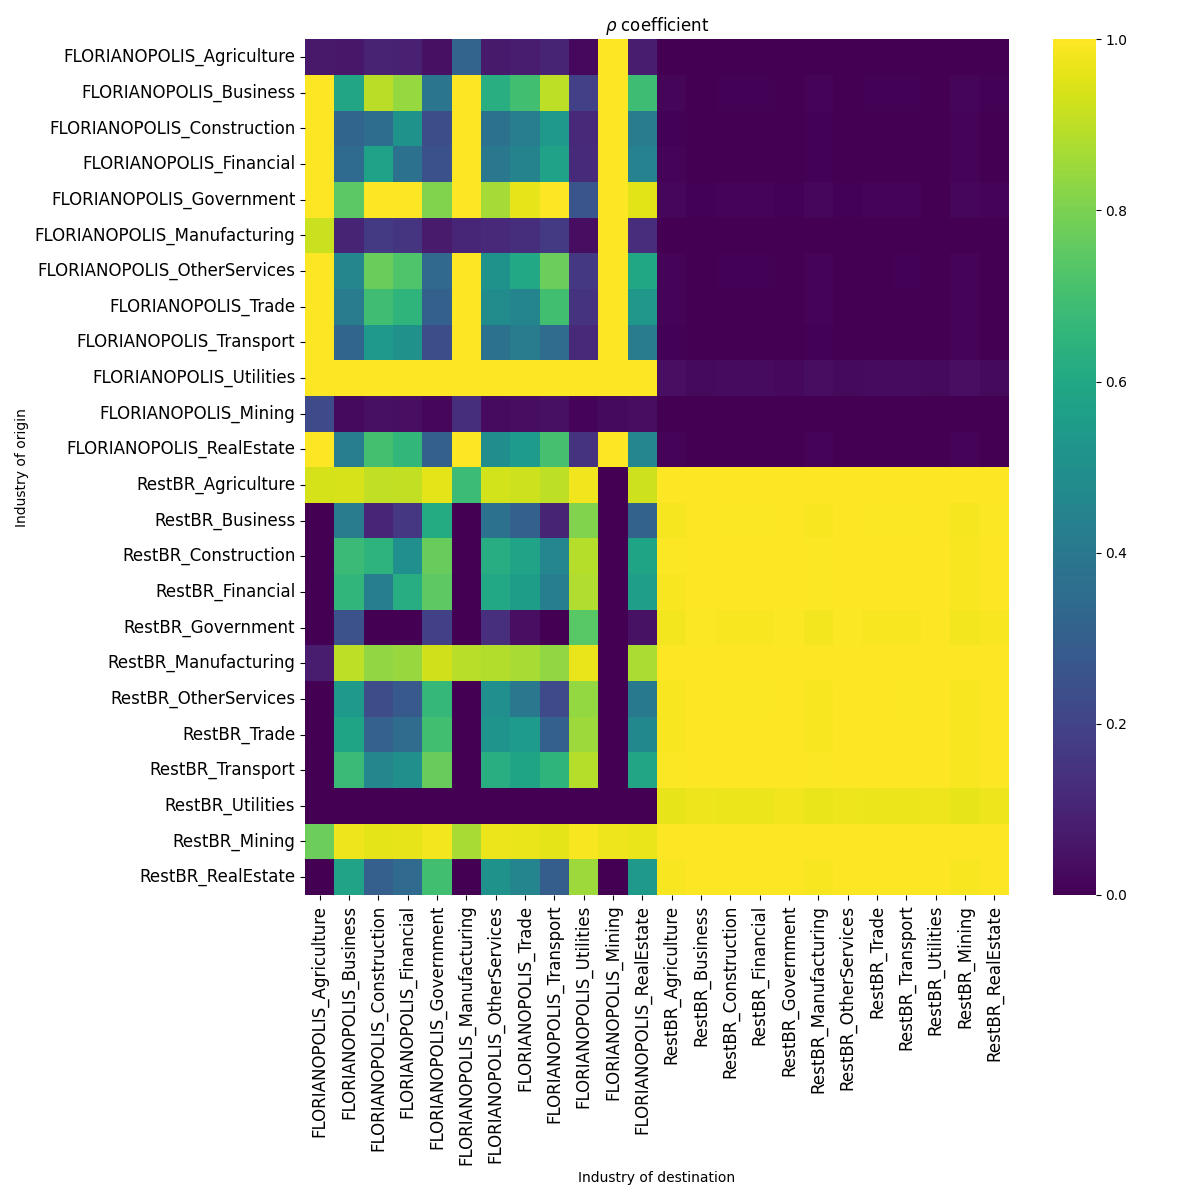 ρ coefficient
FLORIANOPOLIS_Agriculture
FLORIANOPOLIS_Business
FLORIANOPOLIS_Construction
FLORIANOPOLIS_Financial
FLORIANOPOLIS_Government
FLORIANOPOLIS_Manufacturing
FLORIANOPOLIS_OtherServices
FLORIANOPOLIS_Trade
FLORIANOPOLIS_Transport
FLORIANOPOLIS_Utilities
FLORIANOPOLIS_Mining
FLORIANOPOLIS_RealEstate
RestBR_Agriculture
RestBR_Business
RestBR_Construction
RestBR_Financial
RestBR_Government
RestBR_Manufacturing
RestBR_OtherServices
RestBR_Trade
RestBR_Transport
RestBR_Utilities
RestBR_Mining
RestBR_RealEstate
Industry of origin
FLORIANOPOLIS_Agriculture
FLORIANOPOLIS_Business
FLORIANOPOLIS_Construction
FLORIANOPOLIS_Financial
FLORIANOPOLIS_Government
FLORIANOPOLIS_Manufacturing
FLORIANOPOLIS_OtherServices
FLORIANOPOLIS_Trade
FLORIANOPOLIS_Transport
FLORIANOPOLIS_Utilities
FLORIANOPOLIS_Mining
FLORIANOPOLIS_RealEstate
RestBR_Agriculture
RestBR_Business
RestBR_Construction
RestBR_Financial
RestBR_Government
RestBR_Manufacturing
RestBR_OtherServices
RestBR_Trade
RestBR_Transport
RestBR_Utilities
RestBR_Mining
RestBR_RealEstate
Industry of destination
1.0
0.8
0.6
0.4
0.2
0.0